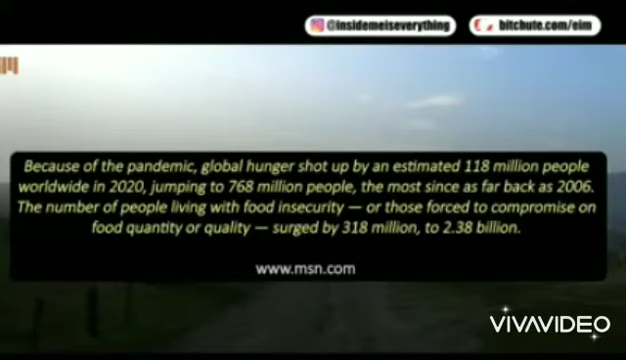 @insidemeiseverything
bitchute.com/eim
Because of the pandemic, global hunger shot up by an estimated 118 million people
worldwide in 2020, jumping to 768 million people, the most since as far back as 2006.
The number of people living with food insecurity — or those forced to compromise on
food quantity or quality — surged by 318 million, to 2.38 billion.
www.msn.com
VIVAVIDEO